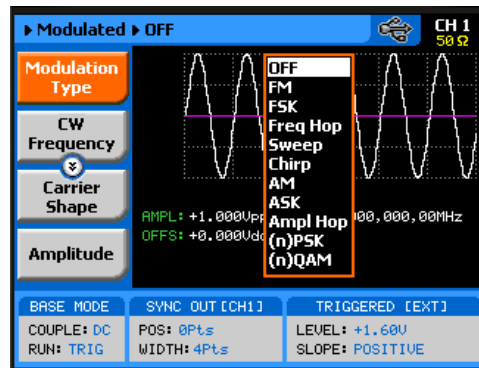 ▶ Modulated ▶ OFF
CH 1
50 Ω
Modulation
Type
CW
Frequency
Carrier
Shape
Amplitude
OFF
FM
FSK
Freq Hop
Sweep
Chirp
AM
ASK
Ampl Hop
(n)PSK
(n)QAM
AMPL: +1.000Vpp
00,000,00MHz
OFFS: +0.000Vdc
BASE MODE
COUPLE: DC
RUN: TRIG
SYNC OUT[CH1]
POS: 0Pts
WIDTH: 4Pts
TRIGGERED [EXT]
LEVEL: +1.60V
SLOPE: POSITIVE